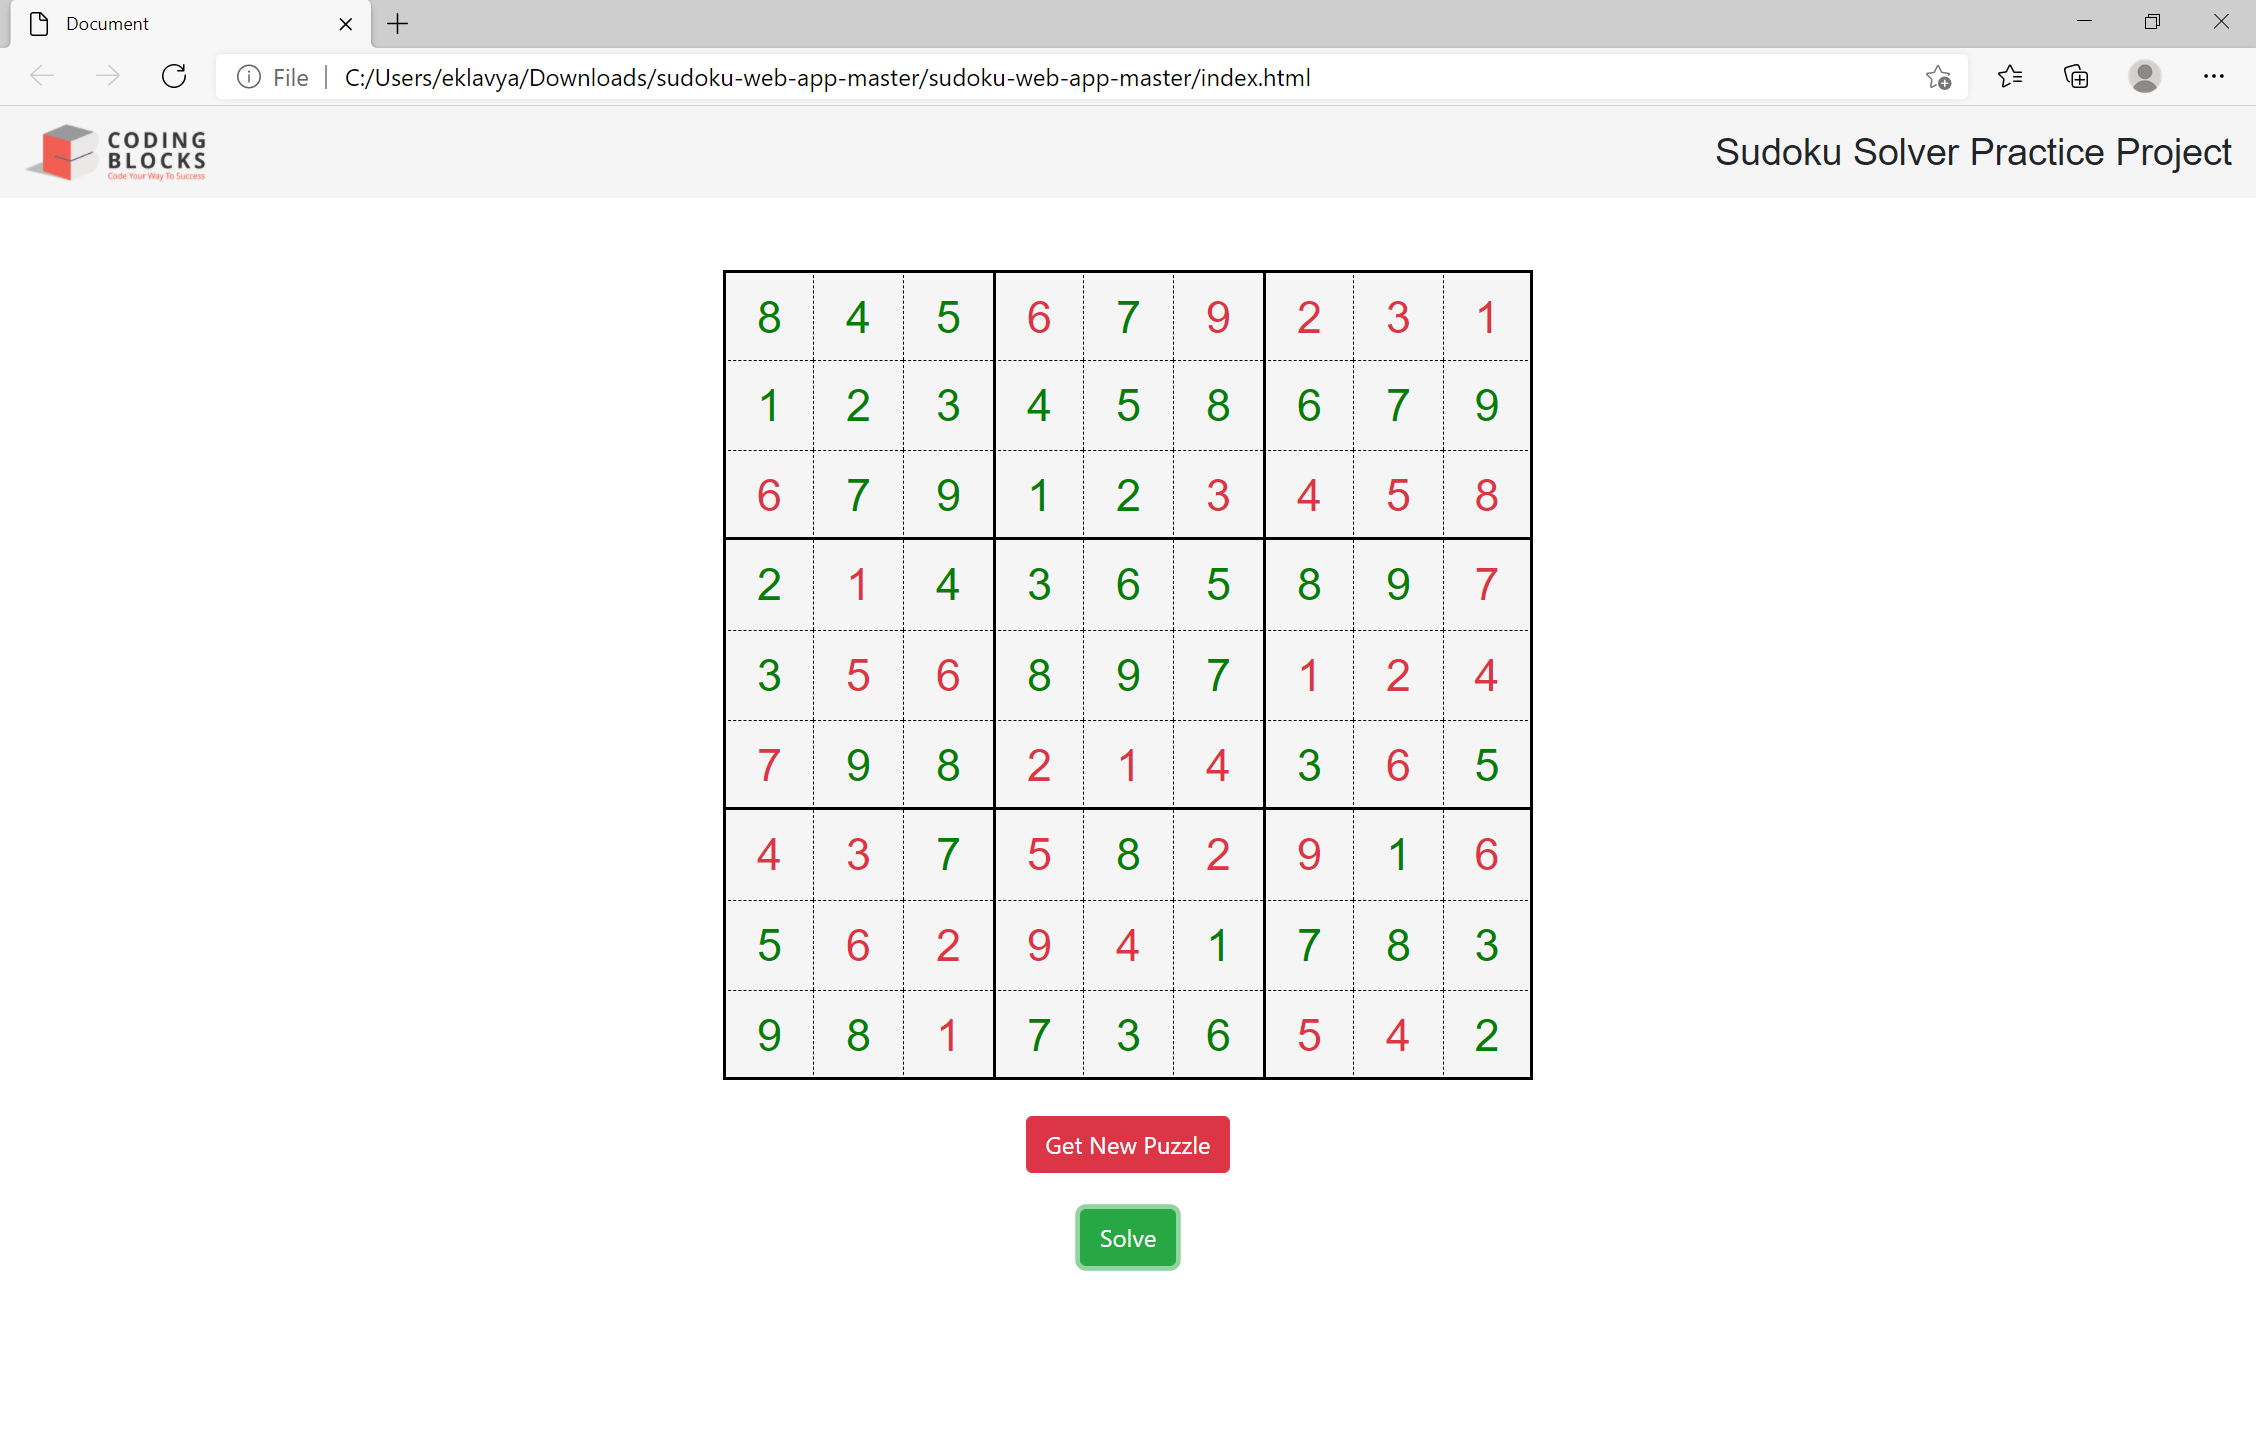 Document
File
C:/Users/eklavya/Downloads/sudoku-web-app-master/sudoku-web-app-master/index.html
CODING
BLOCKS
Code Your Way To Success
Sudoku Solver Practice Project
8 4 5 6 7 9 2 3 1
1 2 3 4 5 8 6 7 9
6 7 9 1 2 3 4 5 8
2 1 4 3 6 5 8 9 7
3 5 6 8 9 7 1 2 4
7 9 8 2 1 4 3 6 5
4 3 7 5 8 2 9 1 6
5 6 2 9 4 1 7 8 3
9 8 1 7 3 6 5 4 2
Get New Puzzle
Solve